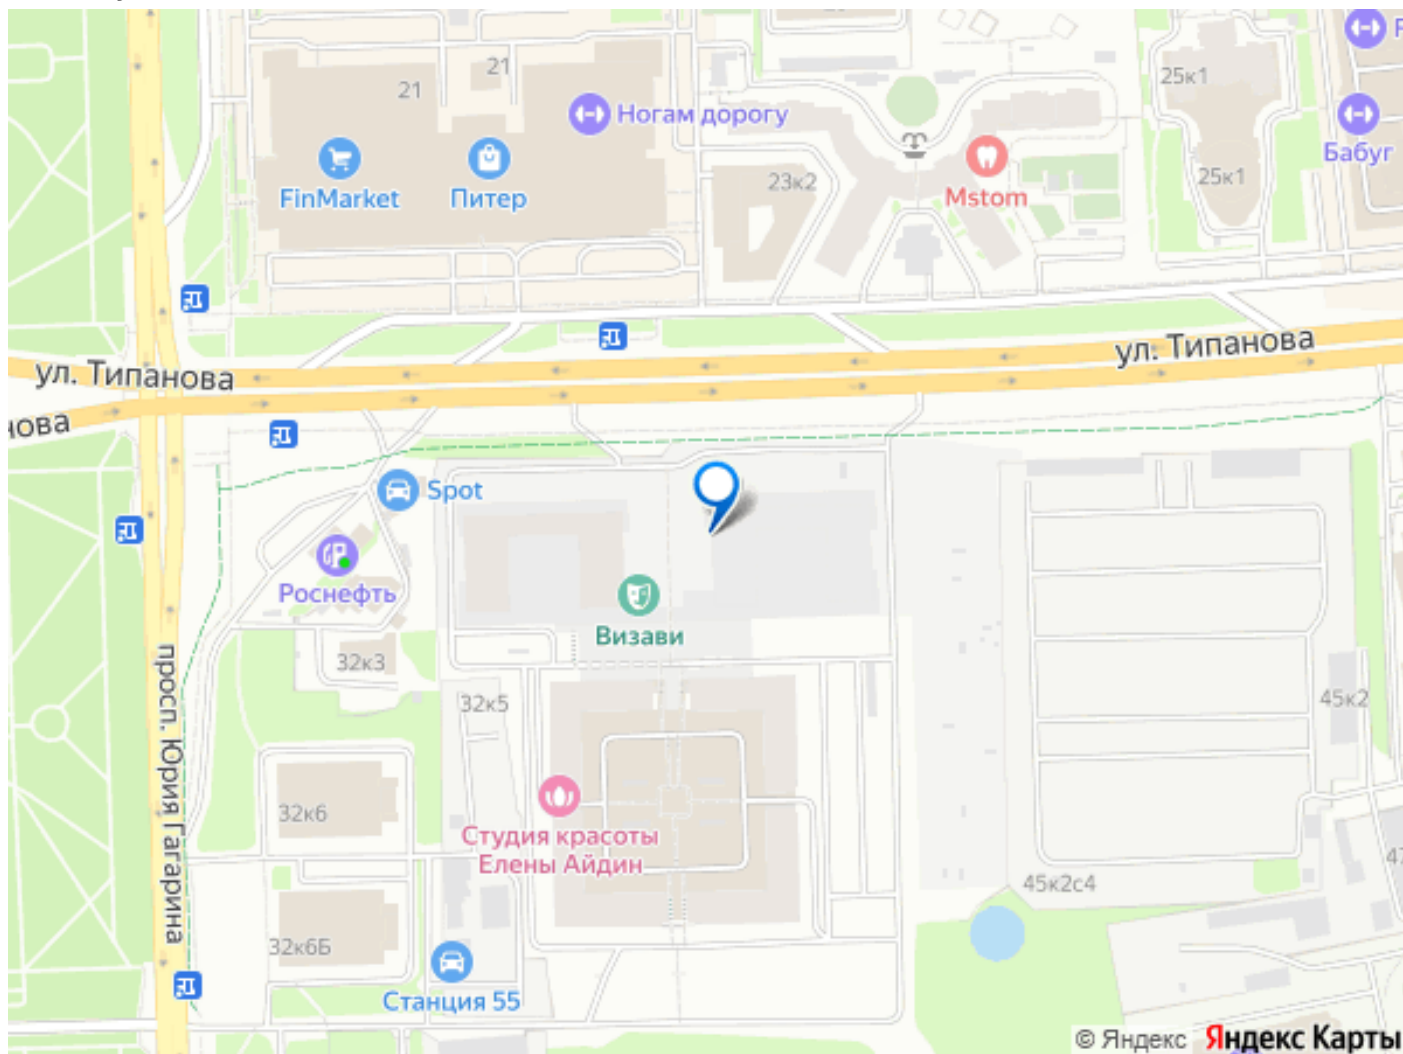 21
21
Ногам дорогу
25к1
Бабуг
FinMarket
Питер
23к2
Mstom
25к1
ул. Типанова
ул. Типанова
нова
Spot
Роснефть
Визави
32к3
32к5
45к2
просп. Юрия Гагарина
32к6
Студия красоты
Елены Айдин
45к2с4
47
32к6Б
Станция 55
© Яндекс Яндекс Карты